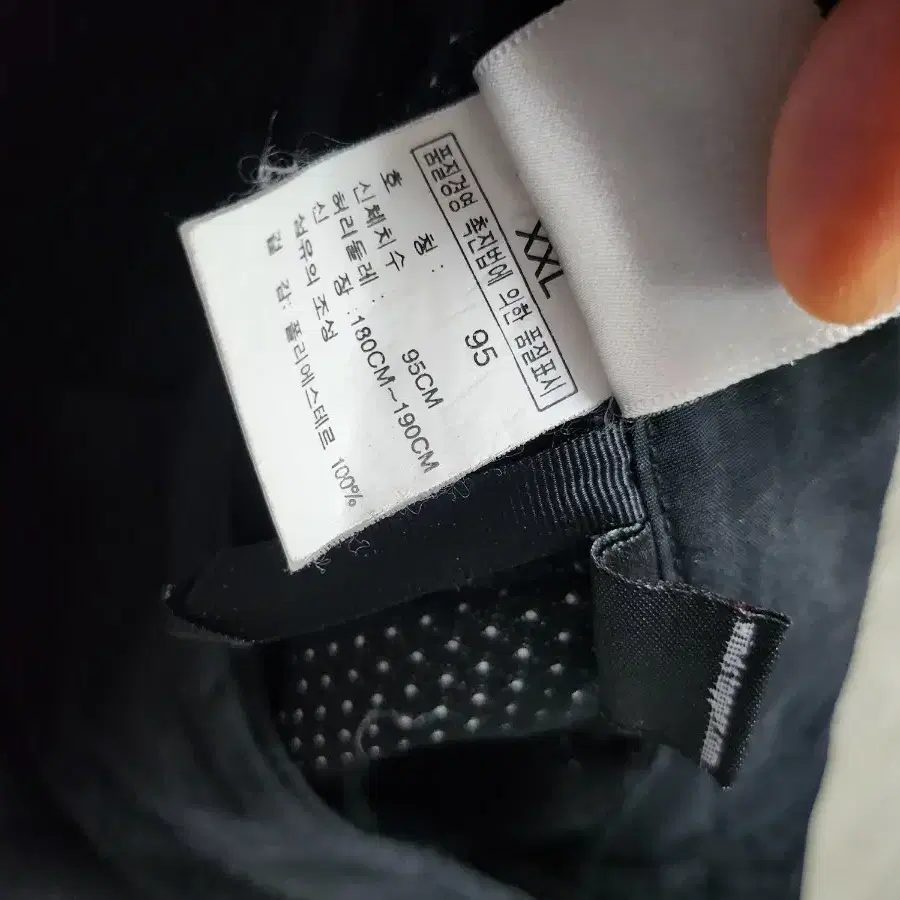 XXL
품질경영 촉진법에 의한 품질표시
호 칭 : 95
신체치수
허리둘레 : 95CM
신 장 : 180CM~190CM
섬유의 조성
겉 감: 폴리에스테르 100%